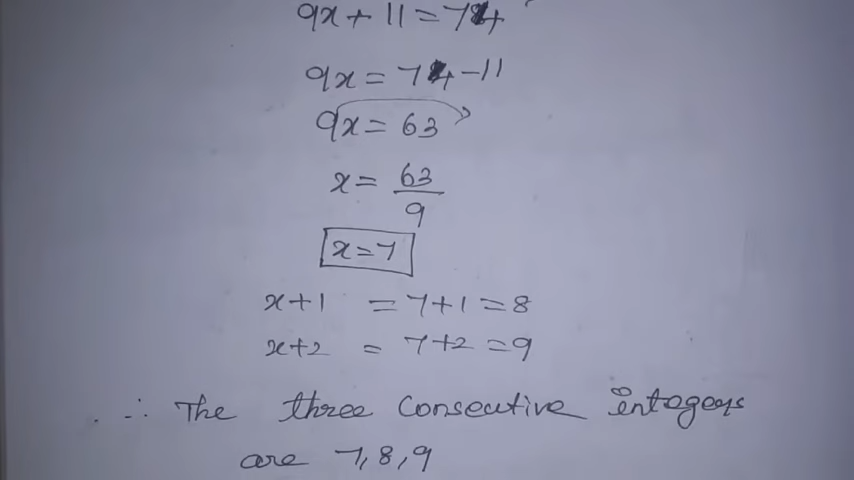 9x + 11 = 74
9x = 74 - 11
9x = 63
x = 63/9
x = 7
x+1 = 7+1 = 8
x+2 = 7+2 = 9
∴ The three consecutive intogers
are 7, 8, 9